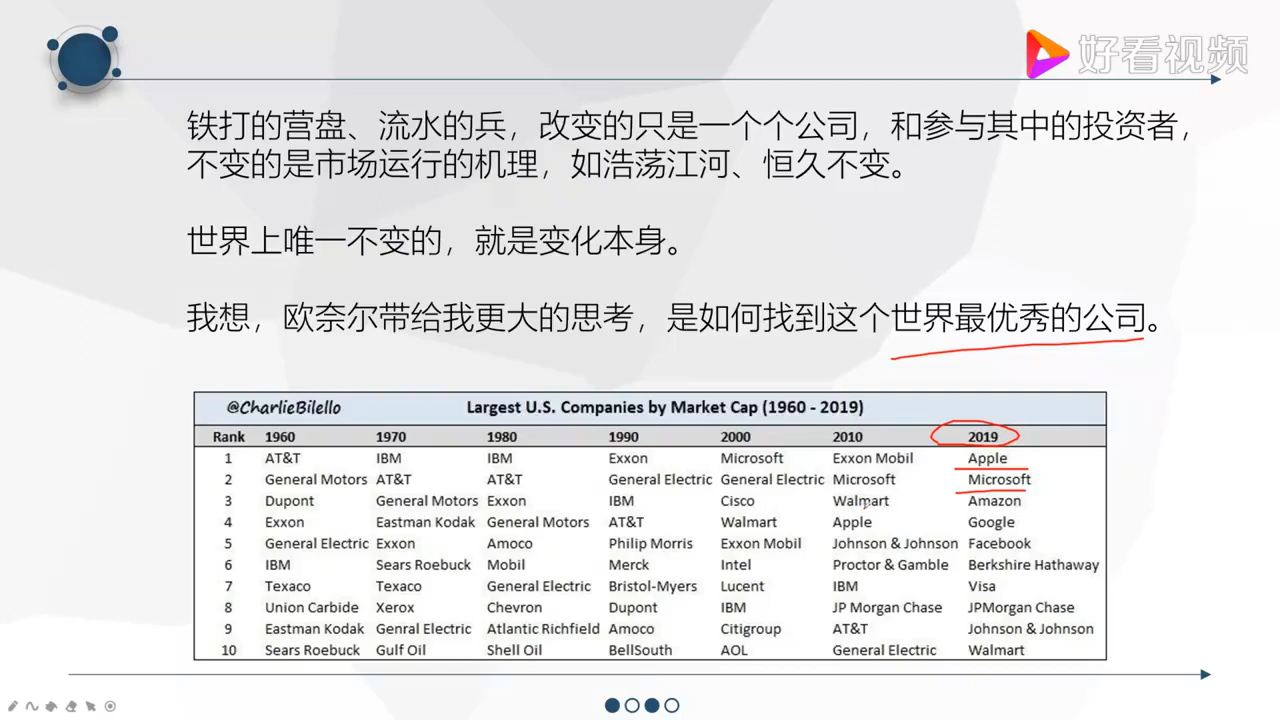 好看视频
铁打的营盘、流水的兵，改变的只是一个个公司，和参与其中的投资者，
不变的是市场运行的机理，如浩荡江河、恒久不变。
世界上唯一不变的，就是变化本身。
我想，欧奈尔带给我更大的思考，是如何找到这个世界最优秀的公司。
@CharlieBilello Largest U.S. Companies by Market Cap (1960 - 2019)
Rank 1960 1970 1980 1990 2000 2010 2019
1 AT&T IBM IBM Exxon Microsoft Exxon Mobil Apple
2 General Motors AT&T AT&T General Electric General Electric Microsoft Microsoft
3 Dupont General Motors Exxon IBM Cisco Walmart Amazon
4 Exxon Eastman Kodak General Motors AT&T Walmart Apple Google
5 General Electric Exxon Amoco Philip Morris Exxon Mobil Johnson & Johnson Facebook
6 IBM Sears Roebuck Mobil Merck Intel Proctor & Gamble Berkshire Hathaway
7 Texaco Texaco General Electric Bristol-Myers Lucent IBM Visa
8 Union Carbide Xerox Chevron Dupont IBM JP Morgan Chase JPMorgan Chase
9 Eastman Kodak Genral Electric Atlantic Richfield Amoco Citigroup AT&T Johnson & Johnson
10 Sears Roebuck Gulf Oil Shell Oil BellSouth AOL General Electric Walmart